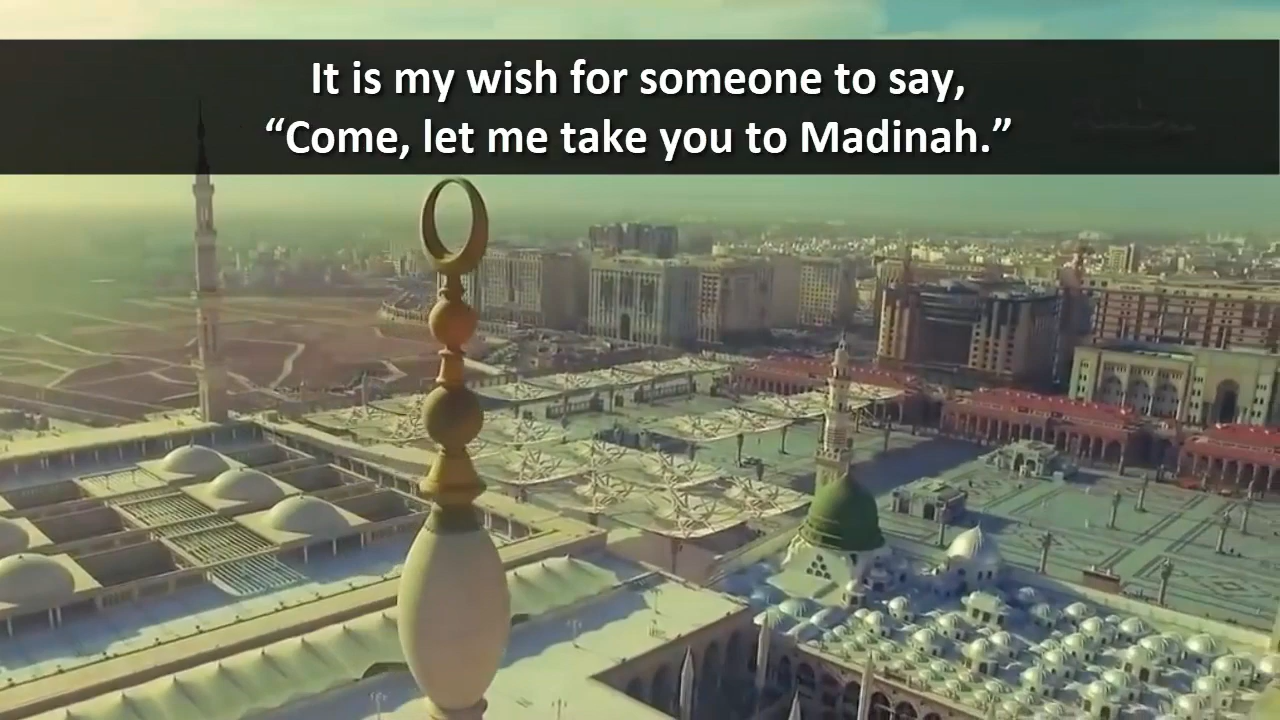 It is my wish for someone to say,
“Come, let me take you to Madinah.”